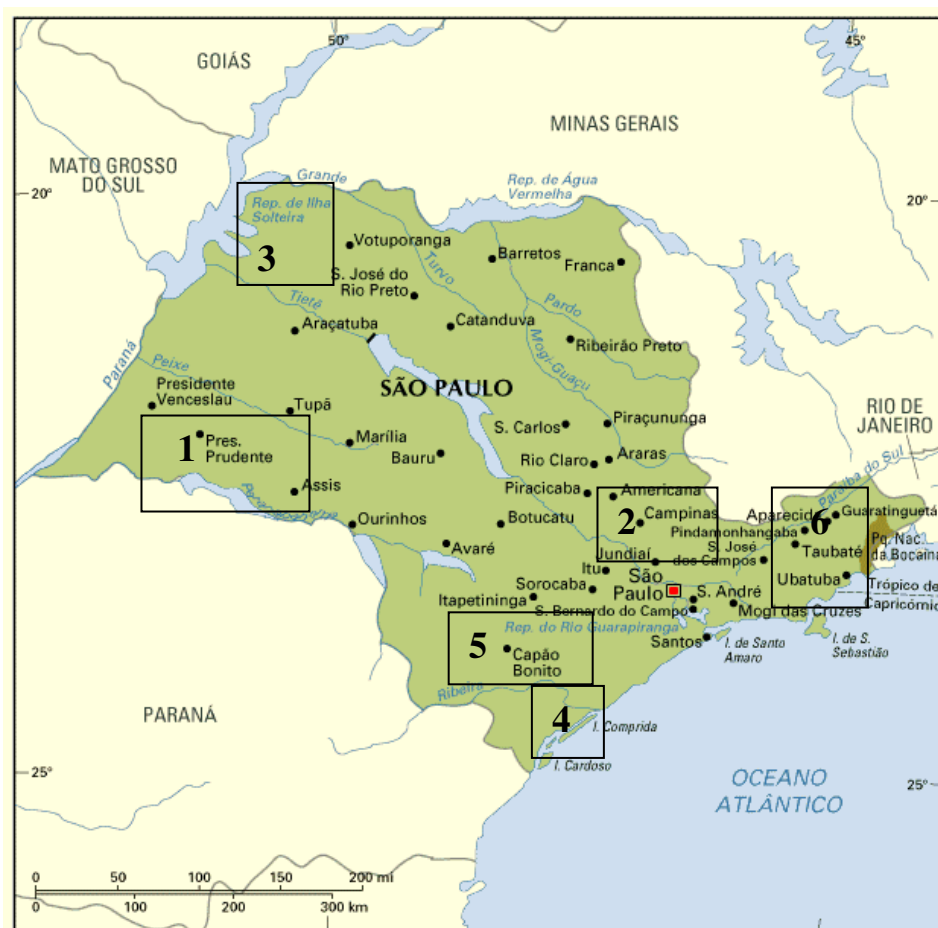 50°
45°
GOIÁS
MINAS GERAIS
MATO GROSSO
DO SUL
20°
Grande
Rep. de Água
Vermelha
20°
Rep. de Ilha
Solteira
3
Votuporanga
Turvo
Barretos
Franca
S. José do
Rio Preto
Tietê
Pardo
Araçatuba
Catanduva
Mogi-Guaçu
Ribeirão Preto
Paraná
Peixe
Presidente
Venceslau
SÃO PAULO
Tupã
RIO DE
JANEIRO
1
Pres.
Prudente
Marília
Bauru
S. Carlos
Piraçununga
Rio Claro
Araras
Paraíba do Sul
Assis
Piracicaba
Americana
Paranapanema
Ourinhos
Botucatu
2
Campinas
Aparecida
6
Guaratinguetá
Pindamonhangaba
Avaré
Jundiaí
S. José
dos Campos
Taubaté
Pq. Nac.
da Bocaina
Itu
São
Paulo
Ubatuba
Trópico de
Capricórnio
Sorocaba
Itapetininga
S. André
S. Bernardo do Campo
Mogi das Cruzes
Rep. do Rio Guarapiranga
Santos
I. de Santo
Amaro
I. de S.
Sebastião
5
Capão
Bonito
Ribeira
4
I. Comprida
PARANÁ
I. Cardoso
25°
OCEANO
ATLÂNTICO
25°
0 50 100 150 200 mi
0 100 200 300 km